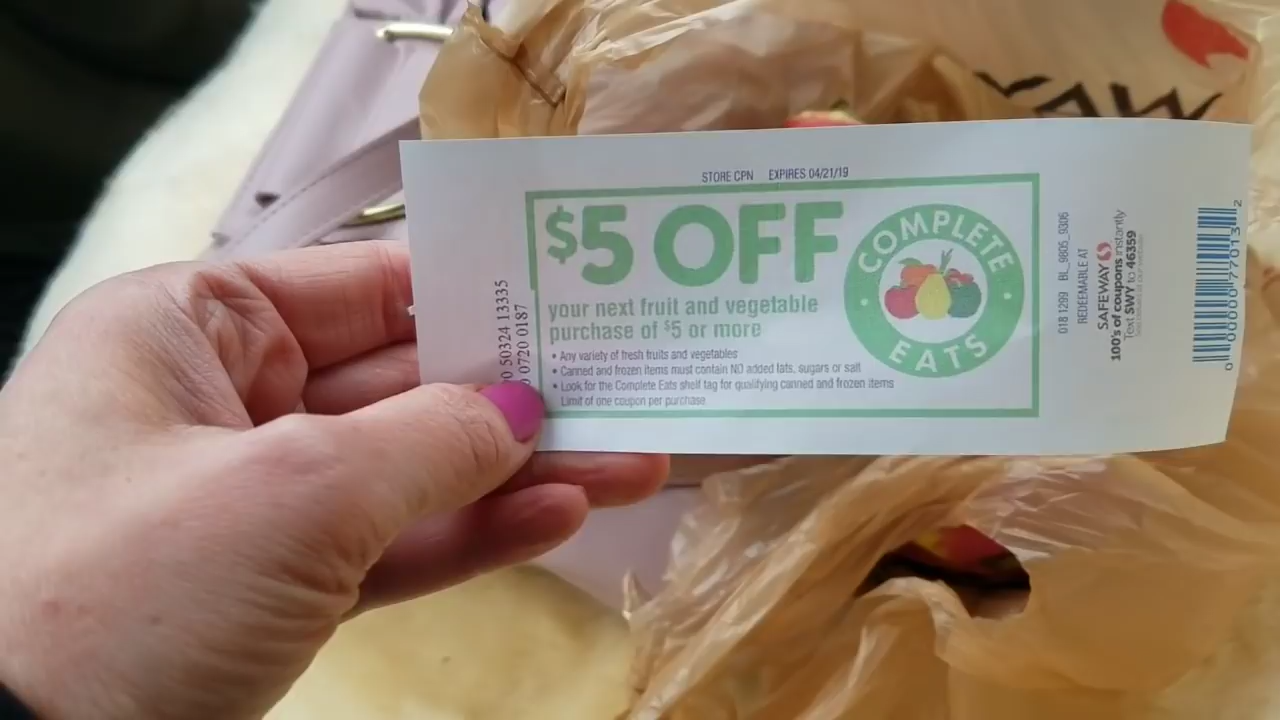 STORE CPN EXPIRES 04/21/19
$5 OFF
your next fruit and vegetable
purchase of $5 or more
• Any variety of fresh fruits and vegetables
• Canned and frozen items must contain NO added fats, sugars or salt
• Look for the Complete Eats shelf tag for qualifying canned and frozen items
Limit of one coupon per purchase
COMPLETE
EATS
0 50324 13335
0720 0187
018 1299 BL_9805_9306
REDEEMABLE AT
SAFEWAY
100's of coupons instantly
Text SWY to 46359
0 00000 77013 2